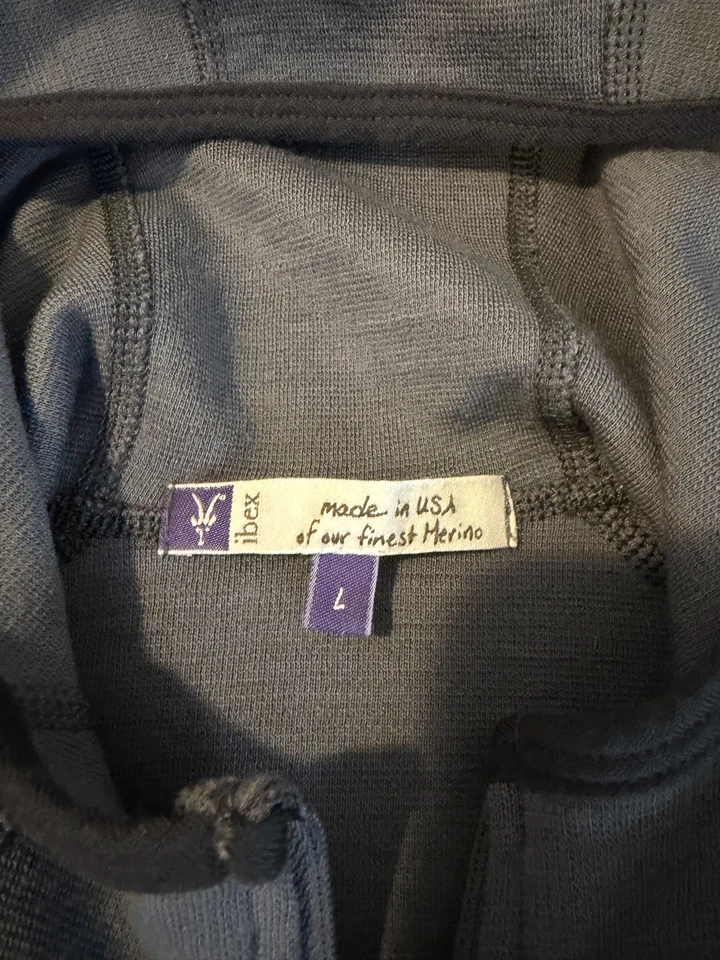 ibex
made in USA
of our finest Merino
L